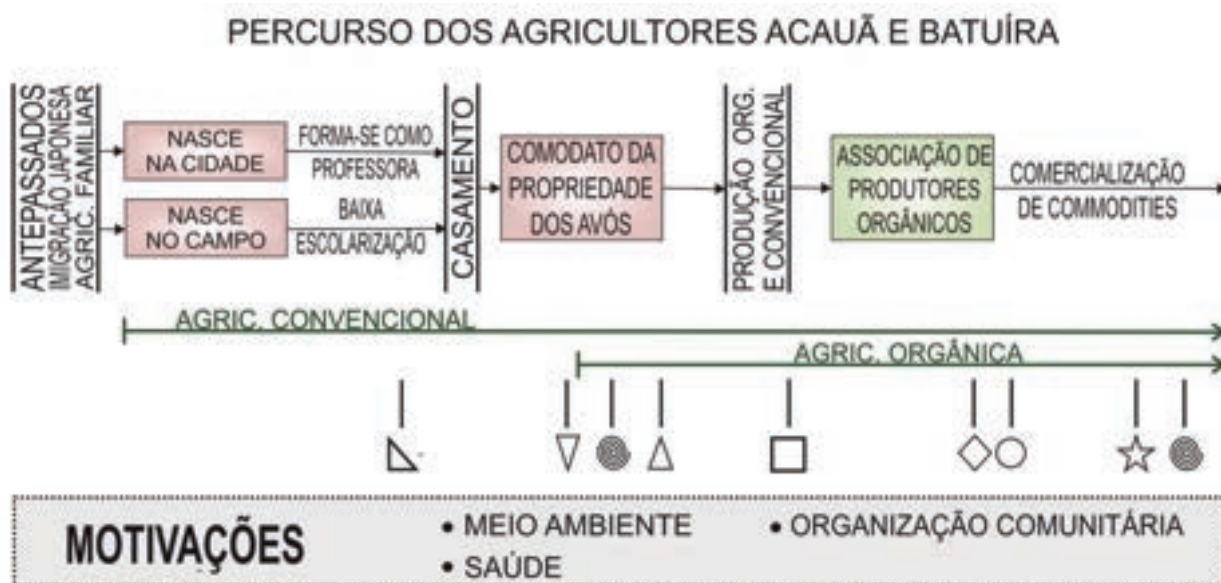 PERCURSO DOS AGRICULTORES ACAUÃ E BATUÍRA
ANTEPASSADOS
IMIGRAÇÃO JAPONESA
AGRIC. FAMILIAR
NASCE
NA CIDADE
FORMA-SE COMO
PROFESSORA
NASCE
NO CAMPO
BAIXA
ESCOLARIZAÇÃO
CASAMENTO
COMODATO DA
PROPRIEDADE
DOS AVÓS
PRODUÇÃO ORG.
E CONVENCIONAL
ASSOCIAÇÃO DE
PRODUTORES
ORGÂNICOS
COMERCIALIZAÇÃO
DE COMMODITIES
AGRIC. CONVENCIONAL
AGRIC. ORGÂNICA
MOTIVAÇÕES
• MEIO AMBIENTE
• SAÚDE
• ORGANIZAÇÃO COMUNITÁRIA